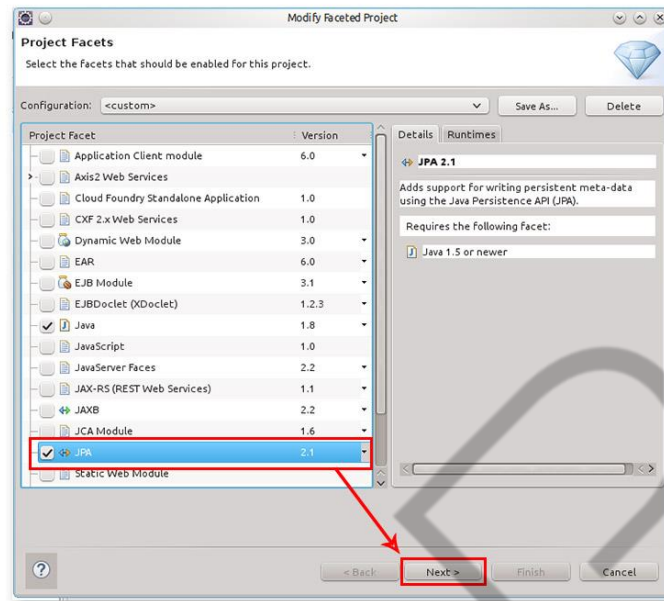 Modify Faceted Project
Project Facets
Select the facets that should be enabled for this project.
Configuration: <custom> Save As... Delete
Project Facet Version
Application Client module 6.0
Axis2 Web Services
Cloud Foundry Standalone Application 1.0
CXF 2.x Web Services 1.0
Dynamic Web Module 3.0
EAR 6.0
EJB Module 3.1
EJBDoclet (XDoclet) 1.2.3
Java 1.8
JavaScript 1.0
JavaServer Faces 2.2
JAX-RS (REST Web Services) 1.1
JAXB 2.2
JCA Module 1.6
JPA 2.1
Static Web Module
Details Runtimes
JPA 2.1
Adds support for writing persistent meta-data
using the Java Persistence API (JPA).
Requires the following facet:
Java 1.5 or newer
? < Back Next > Finish Cancel